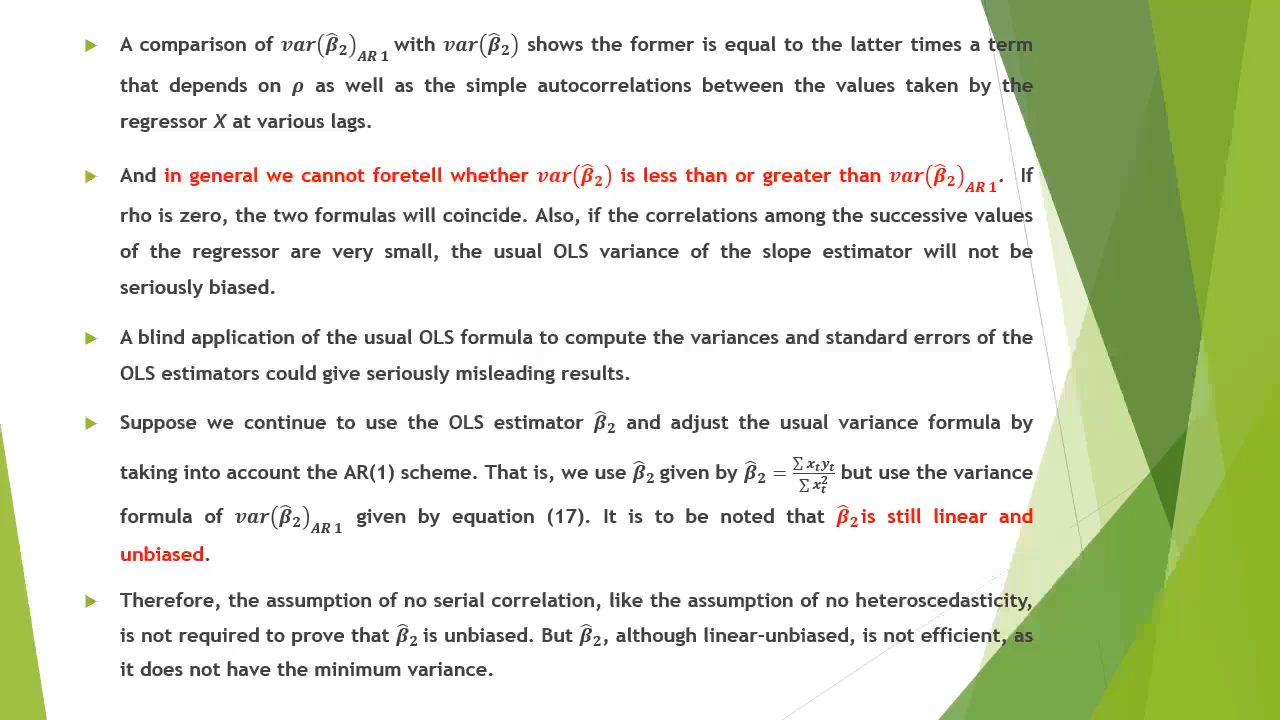 A comparison of var(β̂₂)_AR 1 with var(β̂₂) shows the former is equal to the latter times a term
that depends on ρ as well as the simple autocorrelations between the values taken by the
regressor X at various lags.
And in general we cannot foretell whether var(β̂₂) is less than or greater than var(β̂₂)_AR 1. If
rho is zero, the two formulas will coincide. Also, if the correlations among the successive values
of the regressor are very small, the usual OLS variance of the slope estimator will not be
seriously biased.
A blind application of the usual OLS formula to compute the variances and standard errors of the
OLS estimators could give seriously misleading results.
Suppose we continue to use the OLS estimator β̂₂ and adjust the usual variance formula by
taking into account the AR(1) scheme. That is, we use β̂₂ given by β̂₂ = ∑ xₜyₜ / ∑ xₜ² but use the variance
formula of var(β̂₂)_AR 1 given by equation (17). It is to be noted that β̂₂ is still linear and
unbiased.
Therefore, the assumption of no serial correlation, like the assumption of no heteroscedasticity,
is not required to prove that β̂₂ is unbiased. But β̂₂, although linear-unbiased, is not efficient, as
it does not have the minimum variance.